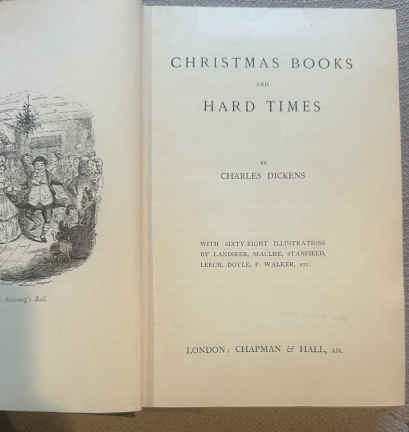 CHRISTMAS BOOKS
AND
HARD TIMES
BY
CHARLES DICKENS
WITH SIXTY-EIGHT ILLUSTRATIONS
BY LANDSEER, MACLISE, STANFIELD,
LEECH, DOYLE, F. WALKER, ETC.
LONDON: CHAPMAN & HALL, LD.
Ball.